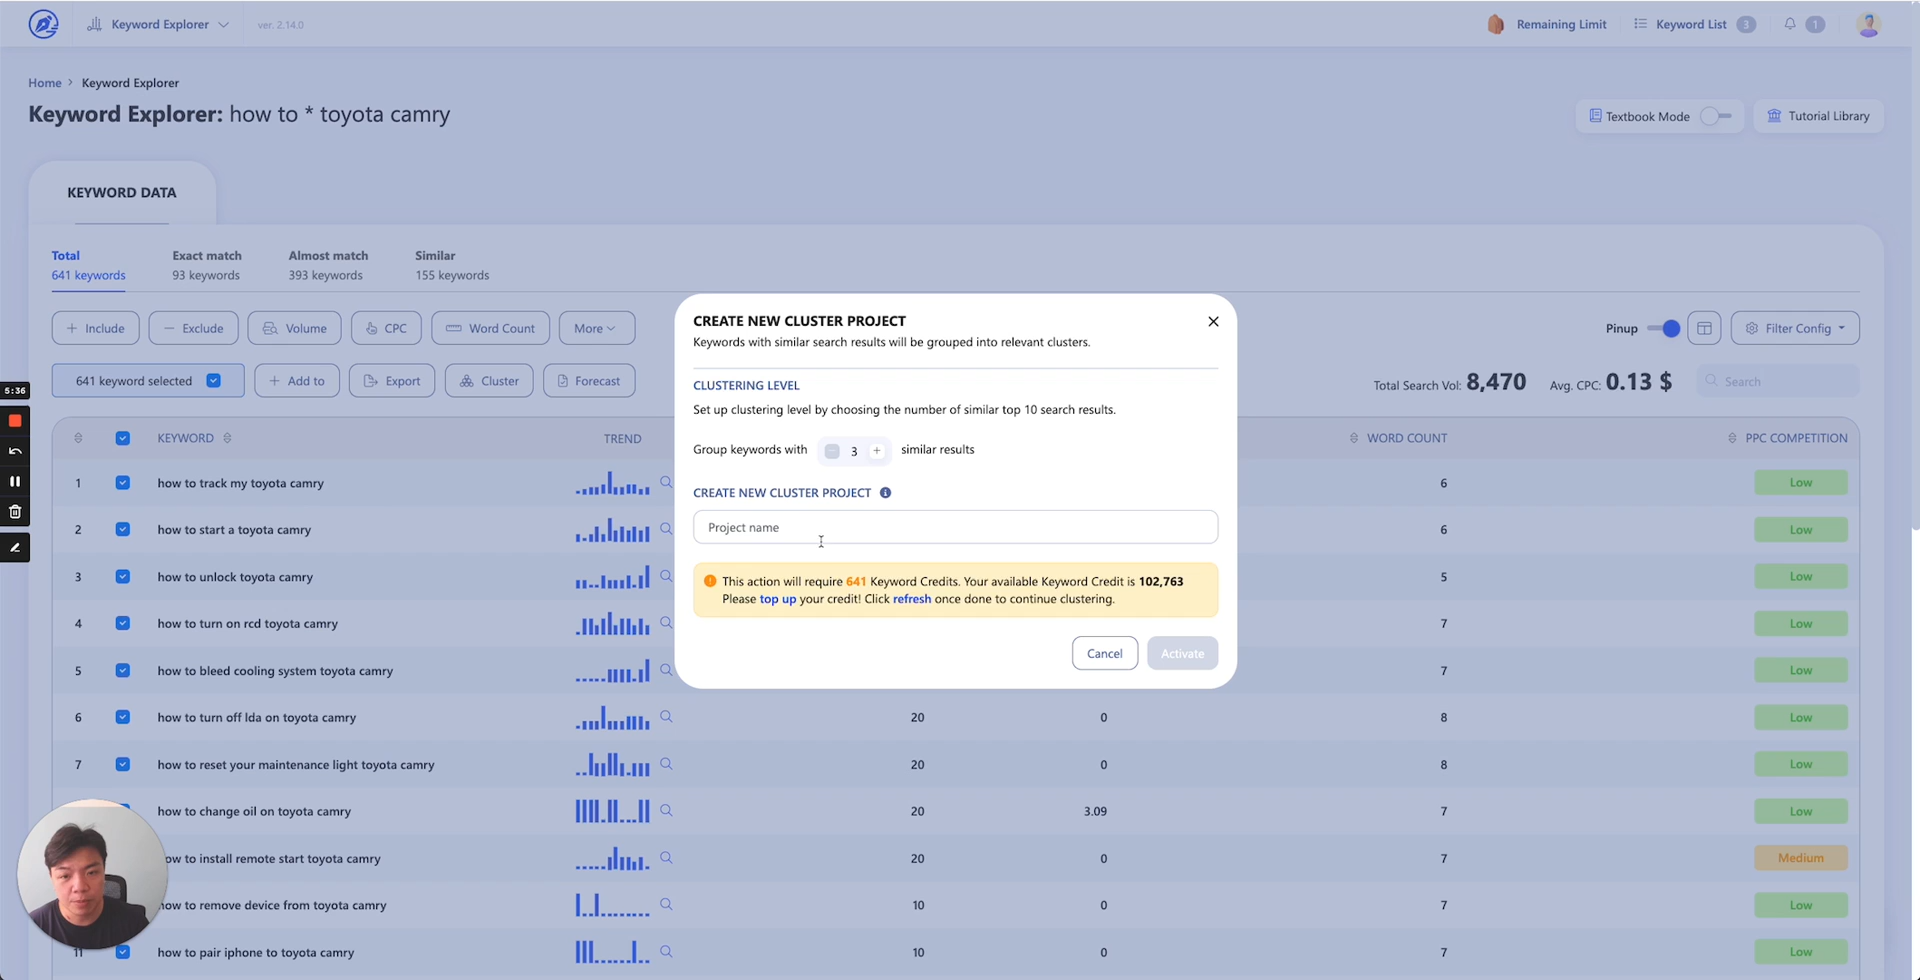 Keyword Explorer
ver. 2.14.0
Remaining Limit
Keyword List 3
1
Home > Keyword Explorer
Keyword Explorer: how to * toyota camry
Textbook Mode
Tutorial Library
KEYWORD DATA
Total
641 keywords
Exact match
93 keywords
Almost match
393 keywords
Similar
155 keywords
+ Include
− Exclude
Volume
CPC
Word Count
More
Pinup
Filter Config
641 keyword selected
+ Add to
Export
Cluster
Forecast
Total Search Vol: 8,470
Avg. CPC: 0.13 $
Search
5:36
KEYWORD TREND WORD COUNT PPC COMPETITION
1 how to track my toyota camry 6 Low
2 how to start a toyota camry 6 Low
3 how to unlock toyota camry 5 Low
4 how to turn on rcd toyota camry 7 Low
5 how to bleed cooling system toyota camry 7 Low
6 how to turn off lda on toyota camry 20 0 8 Low
7 how to reset your maintenance light toyota camry 20 0 8 Low
how to change oil on toyota camry 20 3.09 7 Low
ow to install remote start toyota camry 20 0 7 Medium
how to remove device from toyota camry 10 0 7 Low
11 how to pair iphone to toyota camry 10 0 7 Low
CREATE NEW CLUSTER PROJECT
Keywords with similar search results will be grouped into relevant clusters.
CLUSTERING LEVEL
Set up clustering level by choosing the number of similar top 10 search results.
Group keywords with − 3 + similar results
CREATE NEW CLUSTER PROJECT
Project name
This action will require 641 Keyword Credits. Your available Keyword Credit is 102,763
Please top up your credit! Click refresh once done to continue clustering.
Cancel
Activate